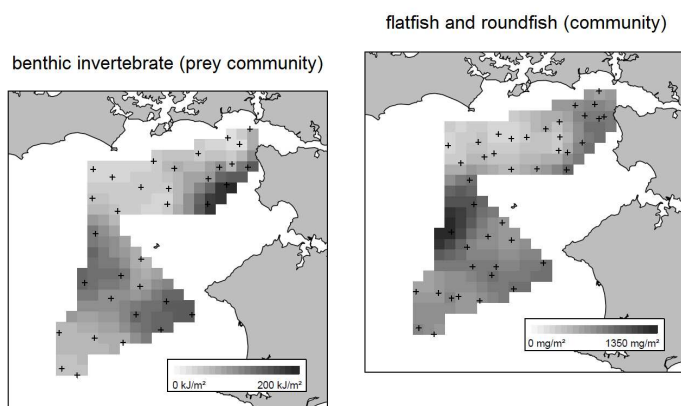 flatfish and roundfish (community)
benthic invertebrate (prey community)
0 kJ/m² 200 kJ/m²
0 mg/m² 1350 mg/m²